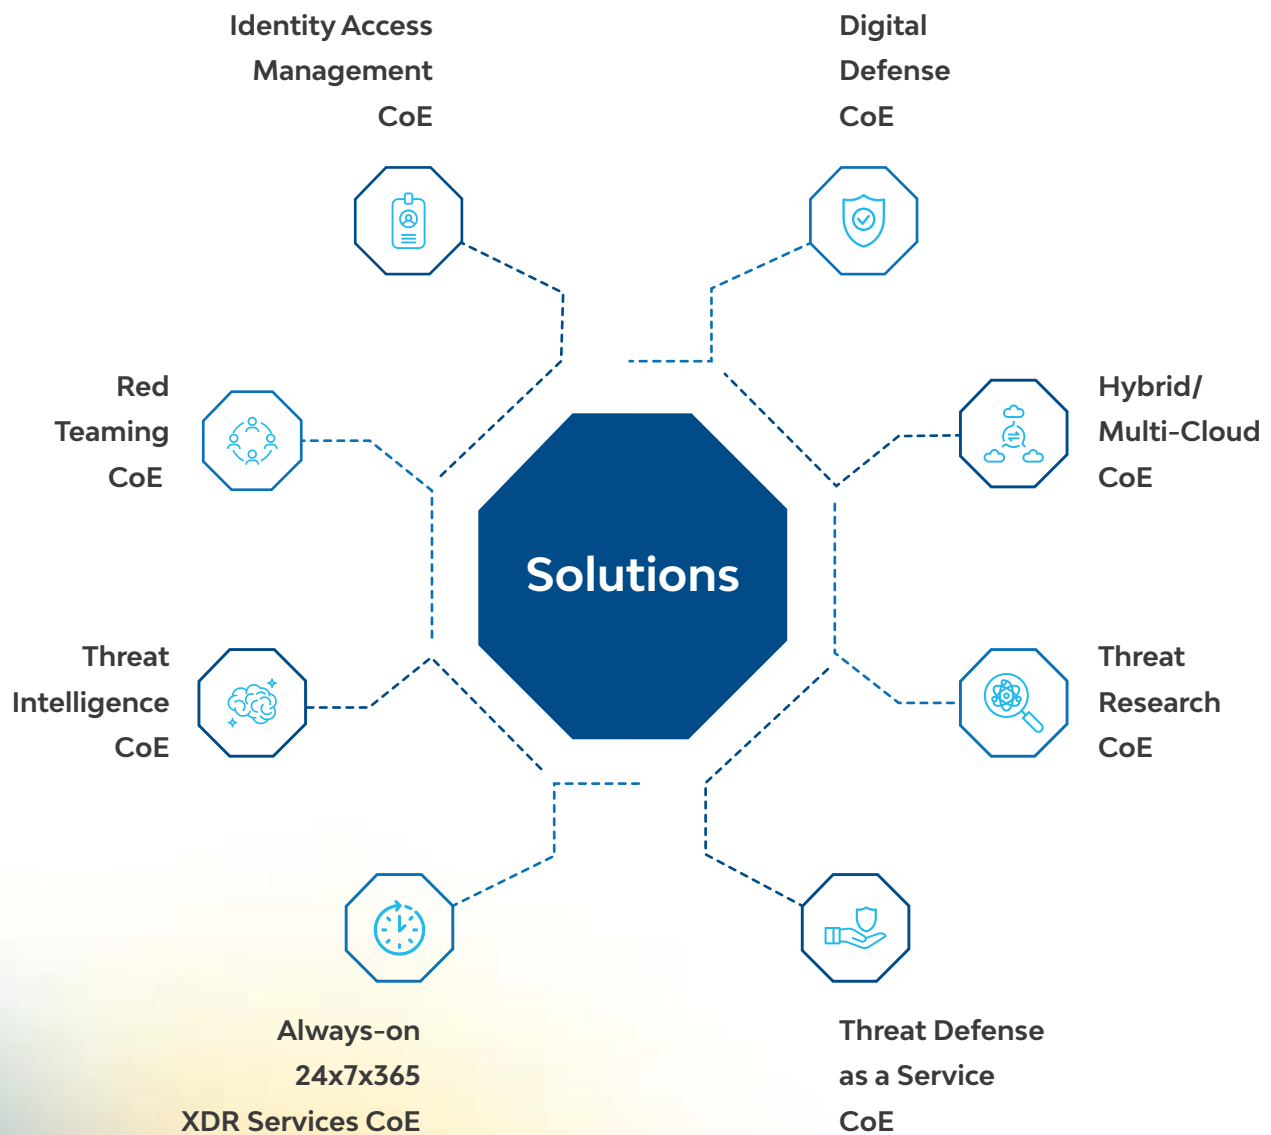 Identity Access
Management
CoE
Digital
Defense
CoE
Red
Teaming
CoE
Hybrid/
Multi-Cloud
CoE
Solutions
Threat
Intelligence
CoE
Threat
Research
CoE
Always-on
24x7x365
XDR Services CoE
Threat Defense
as a Service
CoE